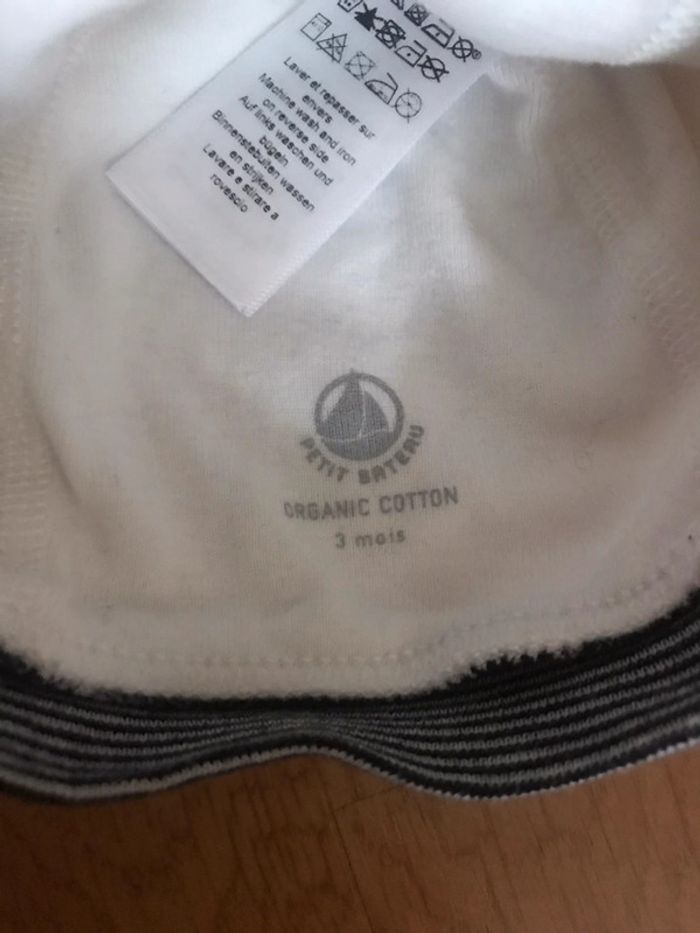 Laver et repasser sur
envers
Machine wash and iron
on reverse side
Auf links waschen und
bügeln
Binnenstebuiten wassen
en strijken
Lavare e stirare a
rovescio
PETIT BATEAU
ORGANIC COTTON
3 mois